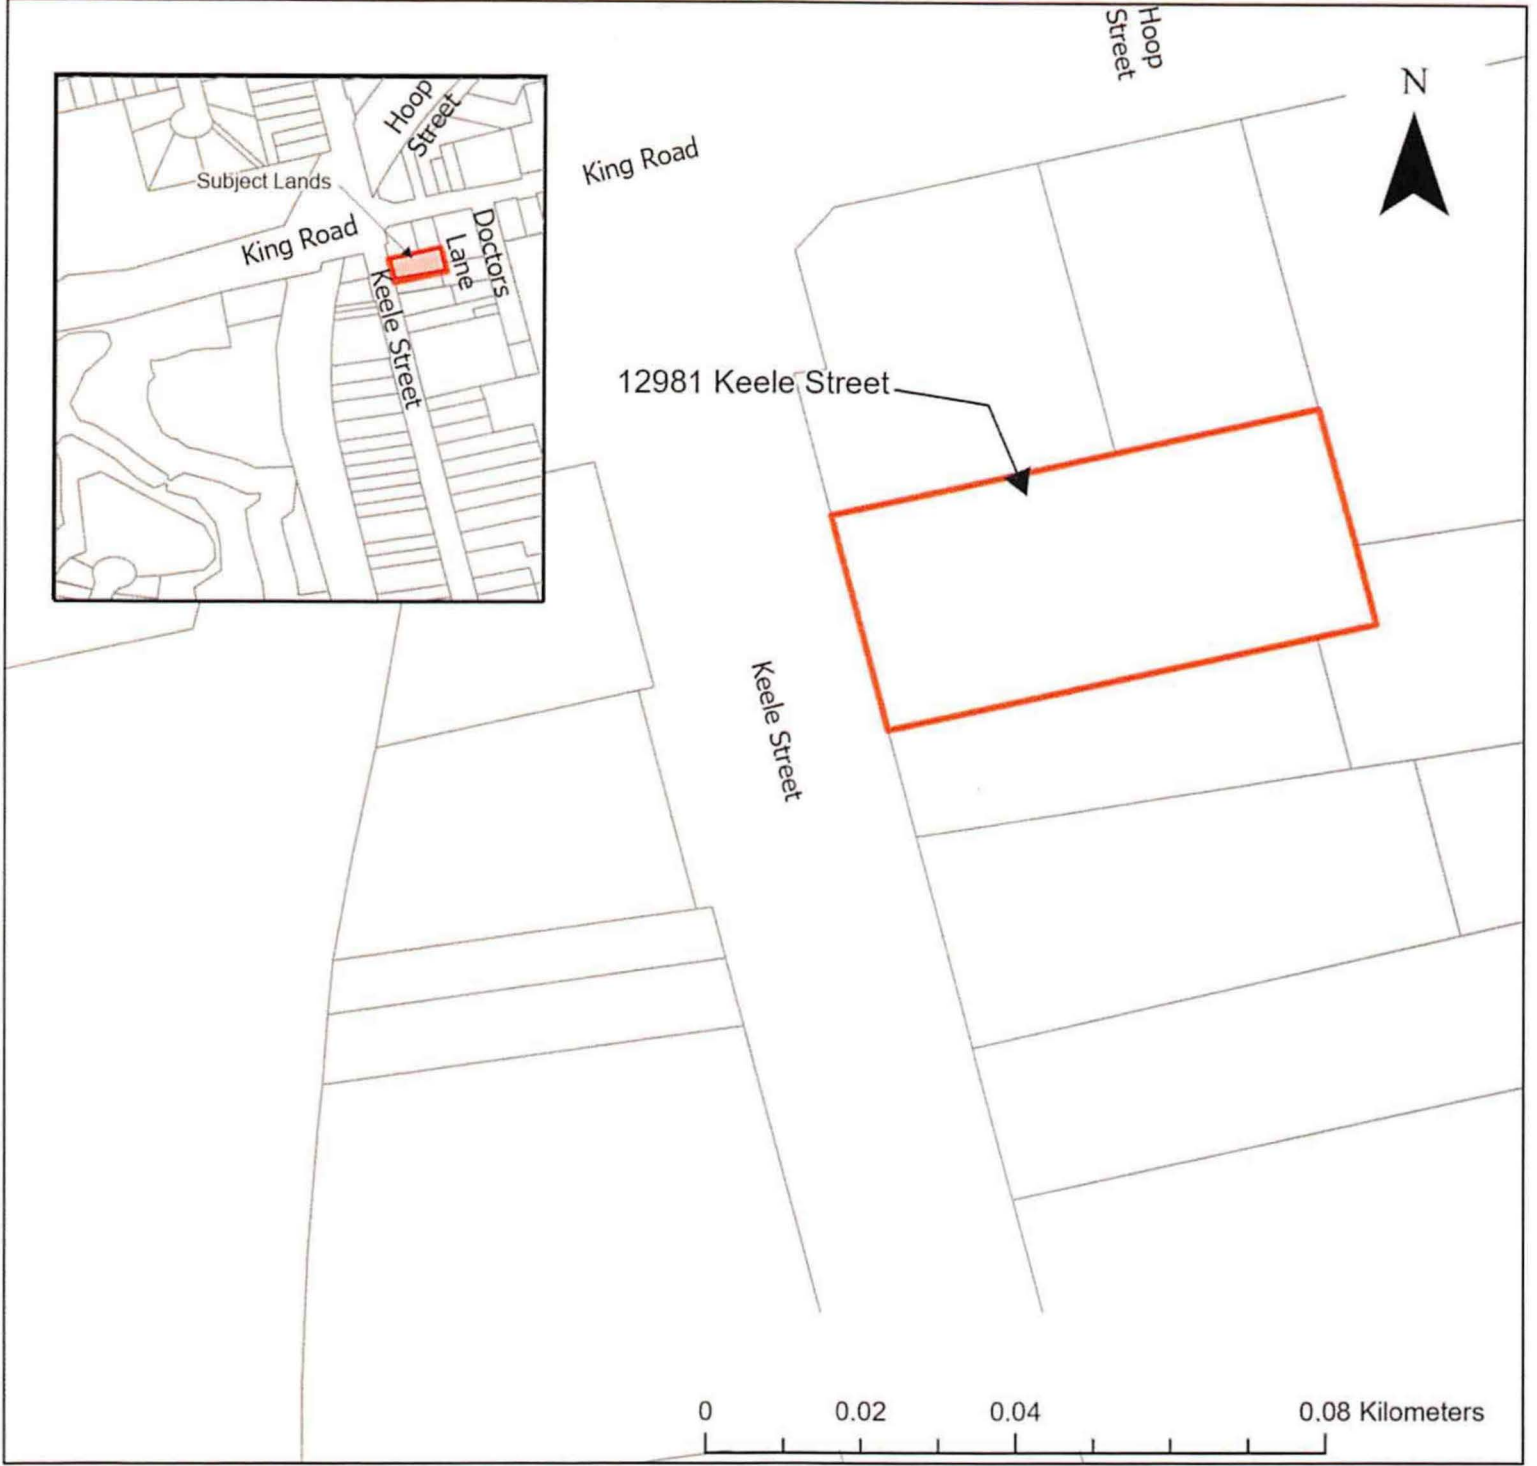 Hoop
Street
N
King Road
Hoop
Street
Subject Lands
King Road
Doctors
Lane
Keele Street
12981 Keele Street
Keele Street
0 0.02 0.04 0.08 Kilometers